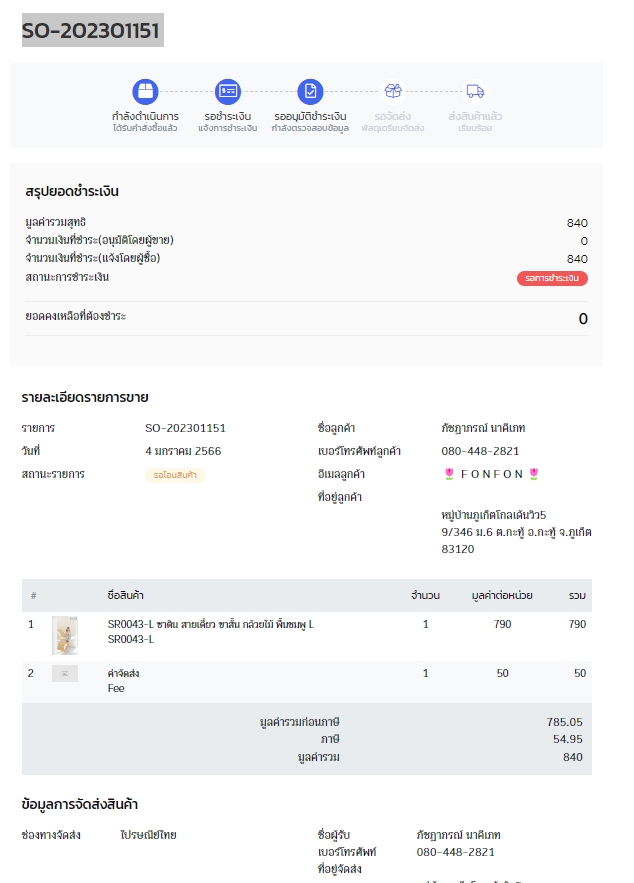 SO-202301151
กำลังดำเนินการ
ได้รับคำสั่งซื้อแล้ว
รอชำระเงิน
แจ้งการชำระเงิน
รออนุมัติชำระเงิน
กำลังตรวจสอบข้อมูล
รอจัดส่ง
พัสดุเตรียมจัดส่ง
ส่งสินค้าแล้ว
เรียบร้อย
สรุปยอดชำระเงิน
มูลค่ารวมสุทธิ 840
จำนวนเงินที่ชำระ(อนุมัติโดยผู้ขาย) 0
จำนวนเงินที่ชำระ(แจ้งโดยผู้ซื้อ) 840
สถานะการชำระเงิน รอการชำระเงิน
ยอดคงเหลือที่ต้องชำระ 0
รายละเอียดรายการขาย
รายการ SO-202301151
วันที่ 4 มกราคม 2566
สถานะรายการ รอโอนสินค้า
ชื่อลูกค้า ภัชฎาภรณ์ นาคีเภท
เบอร์โทรศัพท์ลูกค้า 080-448-2821
อีเมลลูกค้า 🌷 F O N F O N 🌷
ที่อยู่ลูกค้า
หมู่บ้านภูเก็ตโกลเด้นวิว5
9/346 ม.6 ต.กะทู้ อ.กะทู้ จ.ภูเก็ต
83120
# ชื่อสินค้า จำนวน มูลค่าต่อหน่วย รวม
1 SR0043-L ซาติน สายเดี่ยว ขาสั้น กล้วยไม้ พื้นชมพู L 1 790 790
SR0043-L
2 ค่าจัดส่ง 1 50 50
Fee
มูลค่ารวมก่อนภาษี 785.05
ภาษี 54.95
มูลค่ารวม 840
ข้อมูลการจัดส่งสินค้า
ช่องทางจัดส่ง ไปรษณีย์ไทย
ชื่อผู้รับ ภัชฎาภรณ์ นาคีเภท
เบอร์โทรศัพท์ 080-448-2821
ที่อยู่จัดส่ง